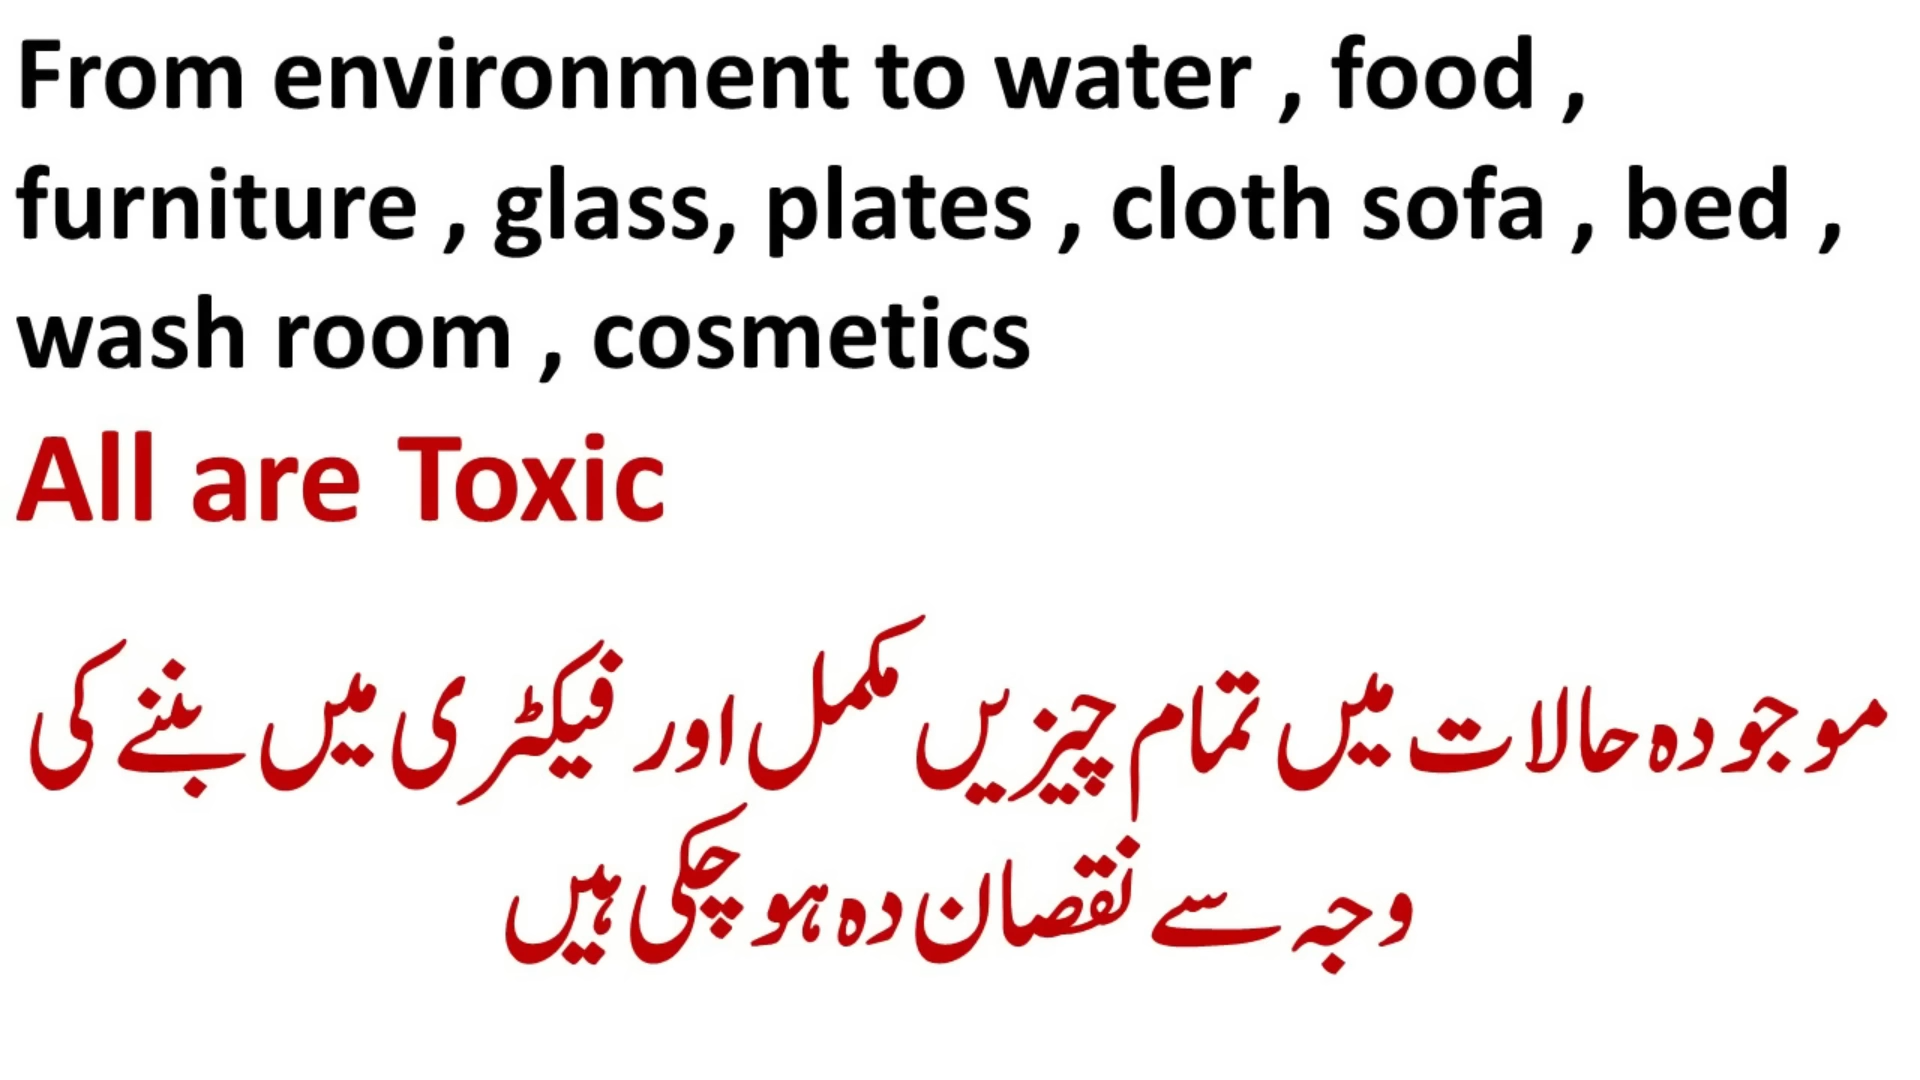 From environment to water , food ,
furniture , glass, plates , cloth sofa , bed ,
wash room , cosmetics
All are Toxic
موجودہ حالات میں تمام چیزیں مکمل اور فیکٹری میں بننے کی
وجہ سے نقصان دہ ہو چکی ہیں